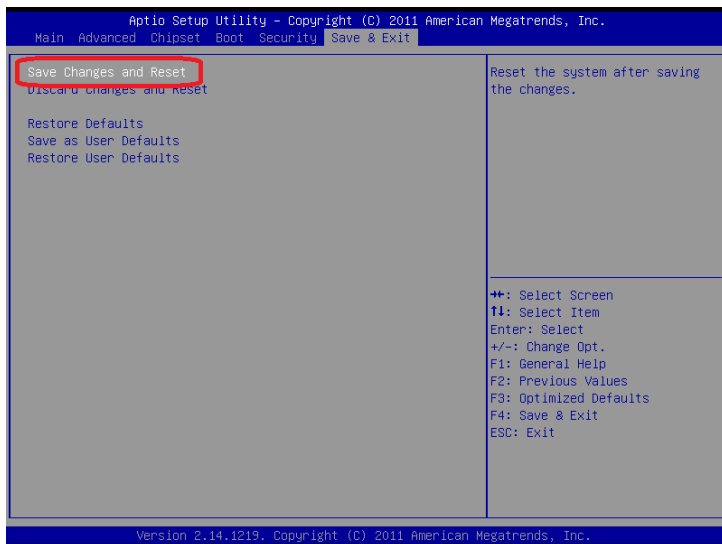 Aptio Setup Utility – Copyright (C) 2011 American Megatrends, Inc.
Main Advanced Chipset Boot Security Save & Exit
Save Changes and Reset
Discard Changes and Reset
Restore Defaults
Save as User Defaults
Restore User Defaults
Reset the system after saving
the changes.
→←: Select Screen
↑↓: Select Item
Enter: Select
+/-: Change Opt.
F1: General Help
F2: Previous Values
F3: Optimized Defaults
F4: Save & Exit
ESC: Exit
Version 2.14.1219. Copyright (C) 2011 American Megatrends, Inc.